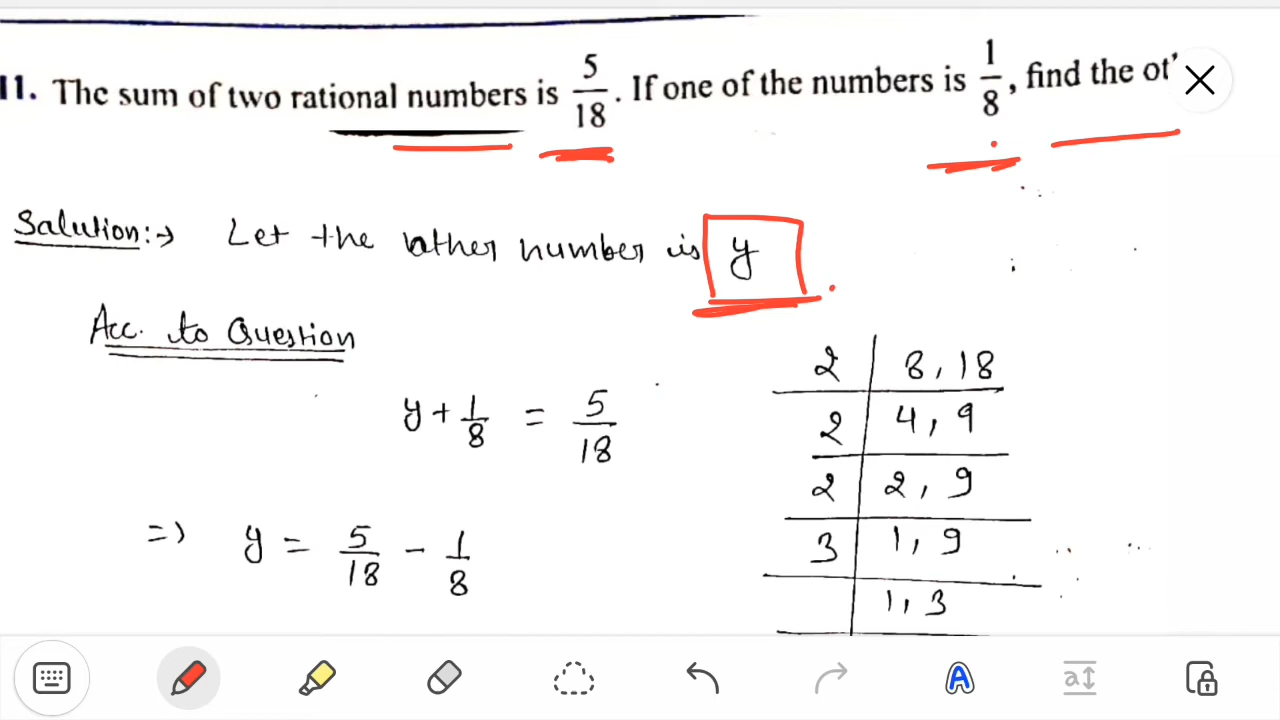 11. The sum of two rational numbers is 5/18. If one of the numbers is 1/8, find the ot
Salution:→ Let the other number is y
Acc. to Question
y + 1/8 = 5/18
=) y = 5/18 - 1/8
2 | 8, 18
2 | 4, 9
2 | 2, 9
3 | 1, 9
1, 3
A
a